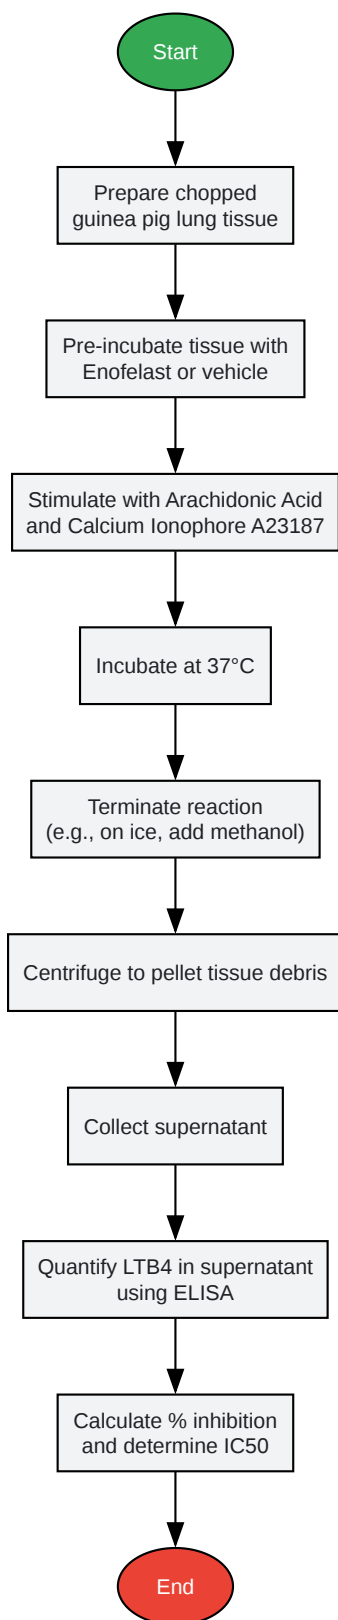 Start
Prepare chopped
guinea pig lung tissue
Pre-incubate tissue with
Enofelast or vehicle
Stimulate with Arachidonic Acid
and Calcium Ionophore A23187
Incubate at 37°C
Terminate reaction
(e.g., on ice, add methanol)
Centrifuge to pellet tissue debris
Collect supernatant
Quantify LTB4 in supernatant
using ELISA
Calculate % inhibition
and determine IC50
End